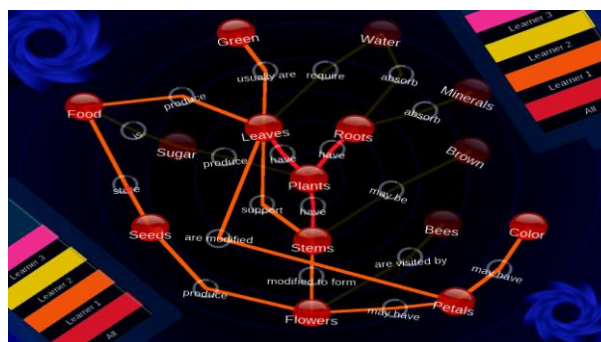 Green
Water
Learner 3
Learner 2
Learner 1
All
usually are
require
absorb
Minerals
produce
absorb
Food
Leaves
Roots
is
Sugar
produce
have
have
Brown
Plants
store
may be
support
have
Seeds
are modified
Stems
Bees
Color
are visited by
modified to form
may have
produce
Petals
Flowers
may have
Learner 3
Learner 2
Learner 1
All